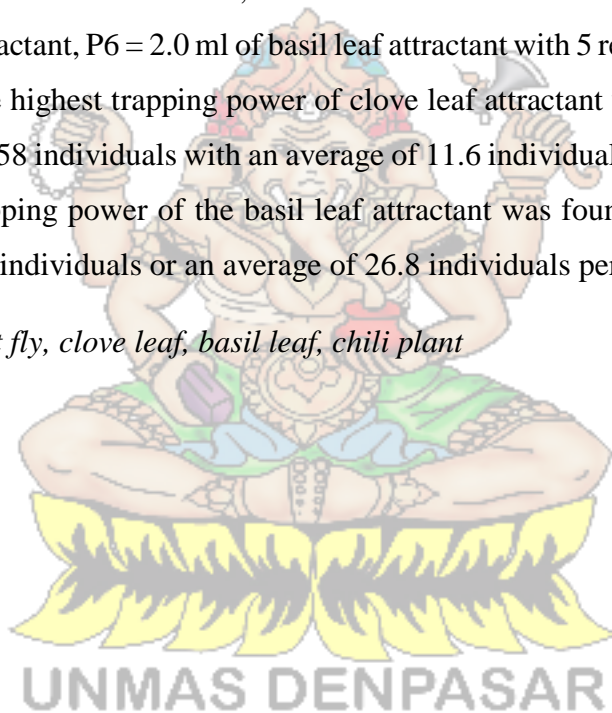 actant, P6 = 2.0 ml of basil leaf attractant with 5 re
highest trapping power of clove leaf attractant
58 individuals with an average of 11.6 individual
pping power of the basil leaf attractant was foun
individuals or an average of 26.8 individuals per
fly, clove leaf, basil leaf, chili plant
UNMAS DENPASAR